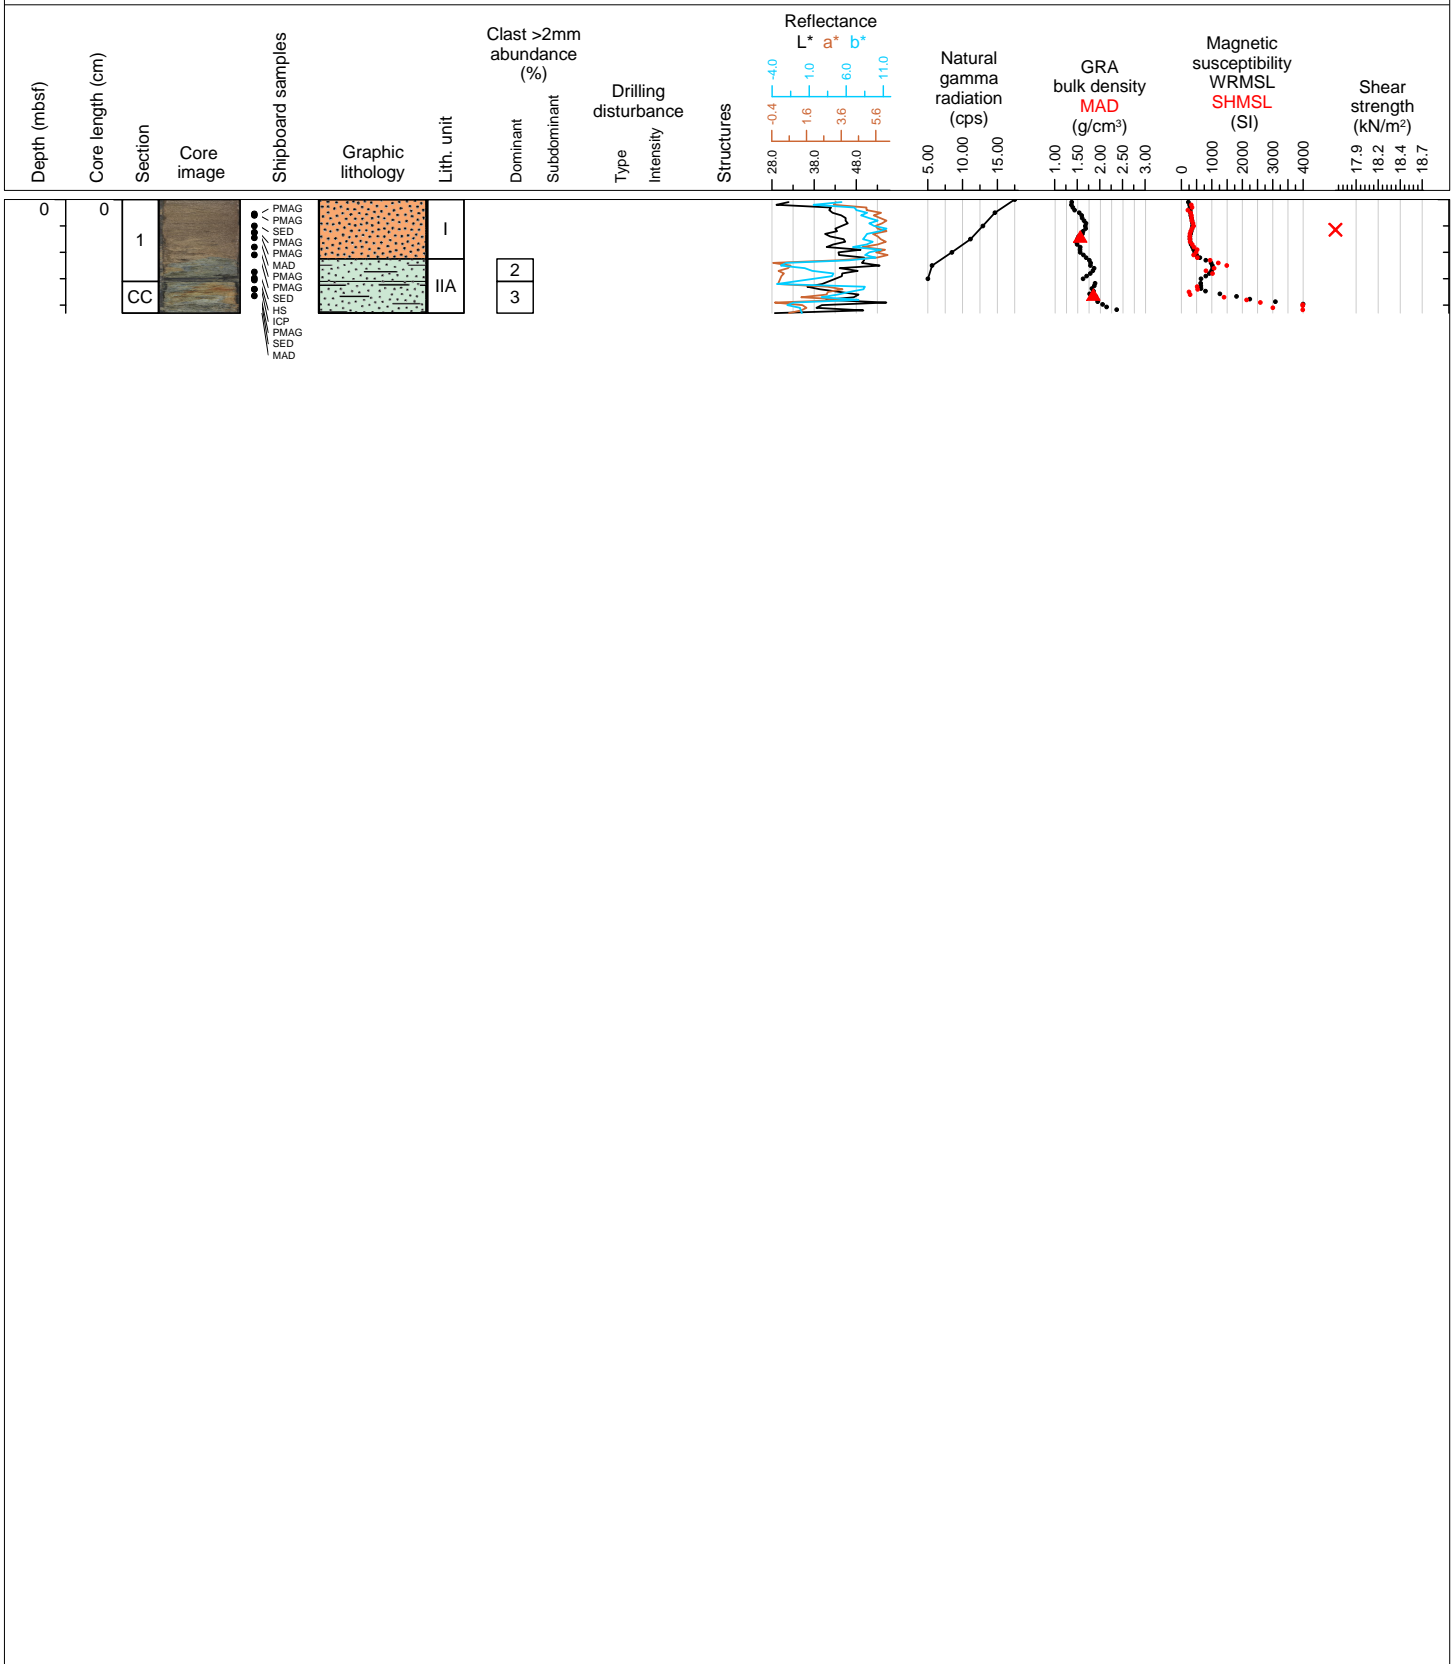 Depth (mbsf)
Core length (cm)
Section
Core
image
Shipboard samples
Graphic
lithology
Lith. unit
Clast >2mm
abundance
(%)
Dominant
Subdominant
Drilling
disturbance
Type
Intensity
Structures
Reflectance
L* a* b*
-4.0 1.0 6.0 11.0
-0.4 1.6 3.6 5.6
28.0 38.0 48.0
Natural
gamma
radiation
(cps)
5.00 10.00 15.00
GRA
bulk density
MAD
(g/cm³)
1.00 1.50 2.00 2.50 3.00
Magnetic
susceptibility
WRMSL
SHMSL
(SI)
0 1000 2000 3000 4000
Shear
strength
(kN/m²)
17.9 18.2 18.4 18.7
0
0
1
CC
PMAG
PMAG
SED
PMAG
PMAG
MAD
PMAG
PMAG
SED
HS
ICP
PMAG
SED
MAD
I
IIA
2
3